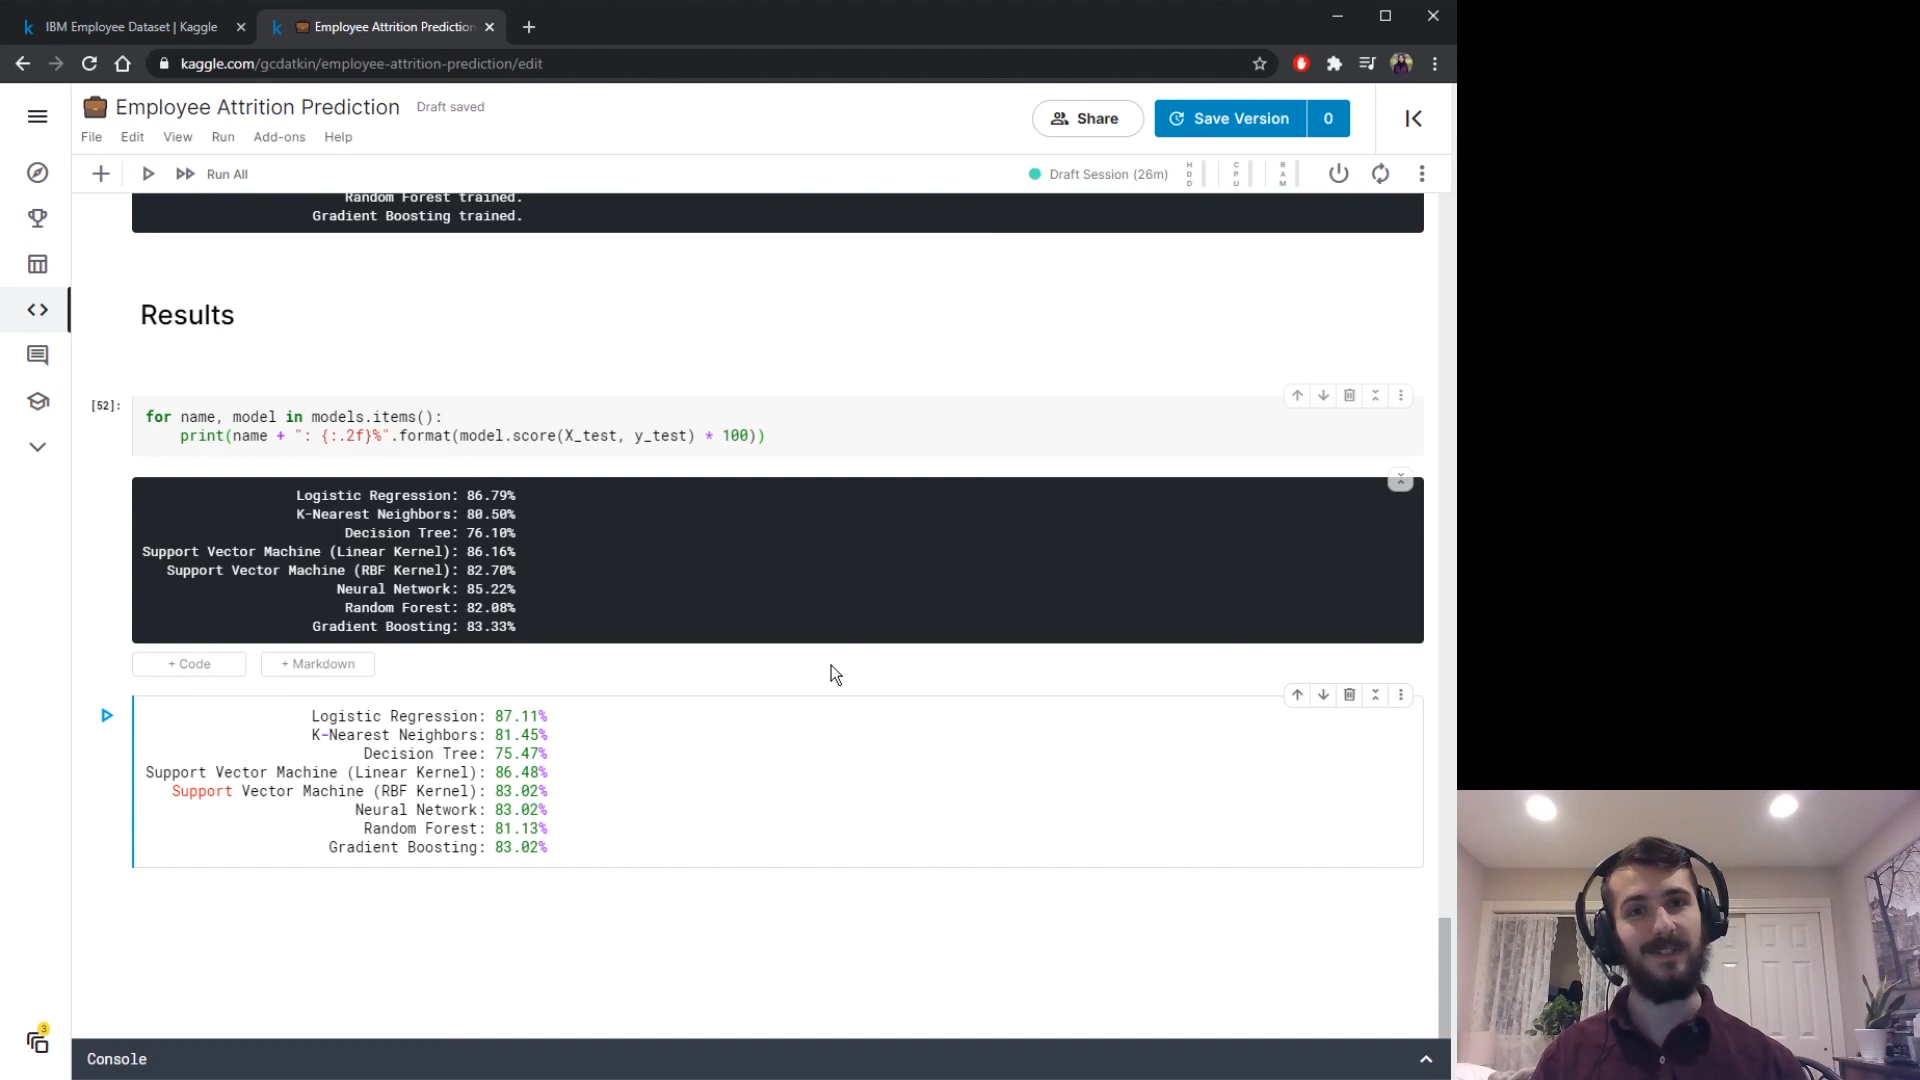 IBM Employee Dataset | Kaggle
Employee Attrition Prediction
kaggle.com/gcdatkin/employee-attrition-prediction/edit
Employee Attrition Prediction
Draft saved
Share
Save Version
0
File Edit View Run Add-ons Help
Run All
Draft Session (26m)
HDD
CPU
RAM
Random Forest trained.
Gradient Boosting trained.
Results
[52]:
for name, model in models.items():
print(name + ": {:.2f}%".format(model.score(X_test, y_test) * 100))
Logistic Regression: 86.79%
K-Nearest Neighbors: 80.50%
Decision Tree: 76.10%
Support Vector Machine (Linear Kernel): 86.16%
Support Vector Machine (RBF Kernel): 82.70%
Neural Network: 85.22%
Random Forest: 82.08%
Gradient Boosting: 83.33%
+ Code
+ Markdown
Logistic Regression: 87.11%
K-Nearest Neighbors: 81.45%
Decision Tree: 75.47%
Support Vector Machine (Linear Kernel): 86.48%
Support Vector Machine (RBF Kernel): 83.02%
Neural Network: 83.02%
Random Forest: 81.13%
Gradient Boosting: 83.02%
3
Console